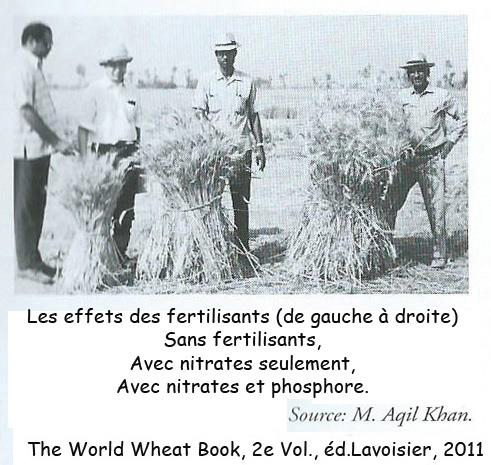 Les effets des fertilisants (de gauche à droite)
Sans fertilisants,
Avec nitrates seulement,
Avec nitrates et phosphore.
Source: M. Aqil Khan.
The World Wheat Book, 2e Vol., éd.Lavoisier, 2011